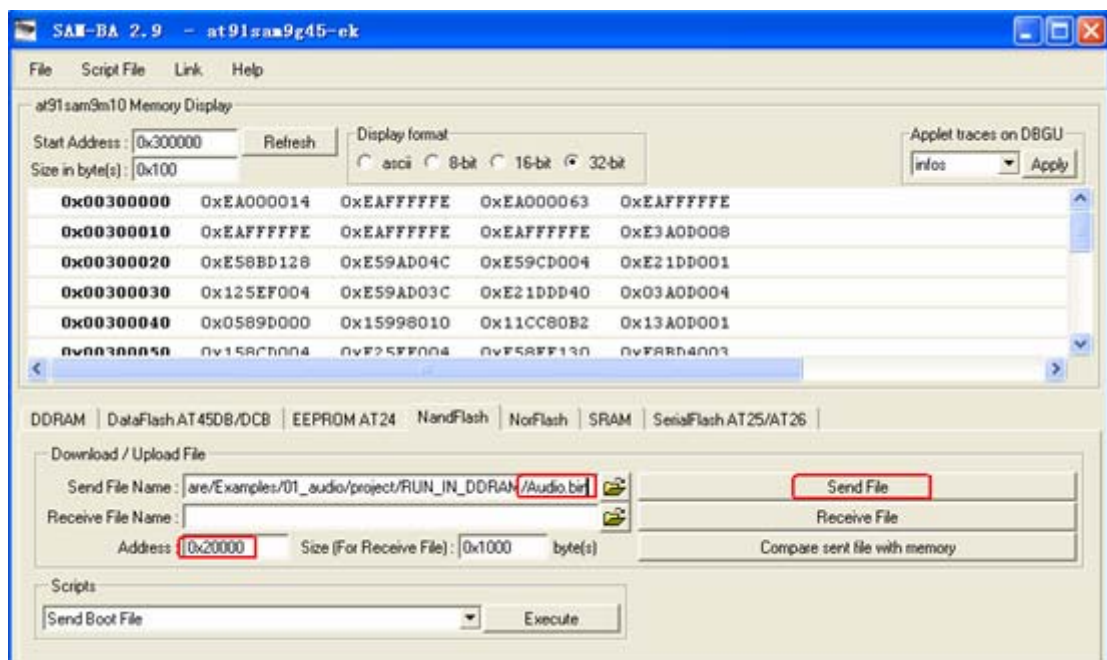 SAM-BA 2.9 - at91sam9g45-ek
File Script File Link Help
at91sam9m10 Memory Display
Start Address : 0x300000 Refresh
Size in byte(s) : 0x100
Display format
ascii 8-bit 16-bit 32-bit
Applet traces on DBGU
infos Apply
0x00300000 0xEA000014 0xEAFFFFFE 0xEA000063 0xEAFFFFFE
0x00300010 0xEAFFFFFE 0xEAFFFFFE 0xEAFFFFFE 0xE3A0D008
0x00300020 0xE58BD128 0xE59AD04C 0xE59CD004 0xE21DD001
0x00300030 0x125EF004 0xE59AD03C 0xE21DDD40 0x03A0D004
0x00300040 0x0589D000 0x15998010 0x11CC80B2 0x13A0D001
0x00300050 0x158CD004 0xE25EF004 0xE58EE130 0xE8BD4003
DDRAM DataFlash AT45DB/DCB EEPROM AT24 NandFlash NorFlash SRAM SerialFlash AT25/AT26
Download / Upload File
Send File Name : are/Examples/01_audio/project/RUN_IN_DDRAM/Audio.bin Send File
Receive File Name : Receive File
Address : 0x20000 Size (For Receive File) : 0x1000 byte(s) Compare sent file with memory
Scripts
Send Boot File Execute